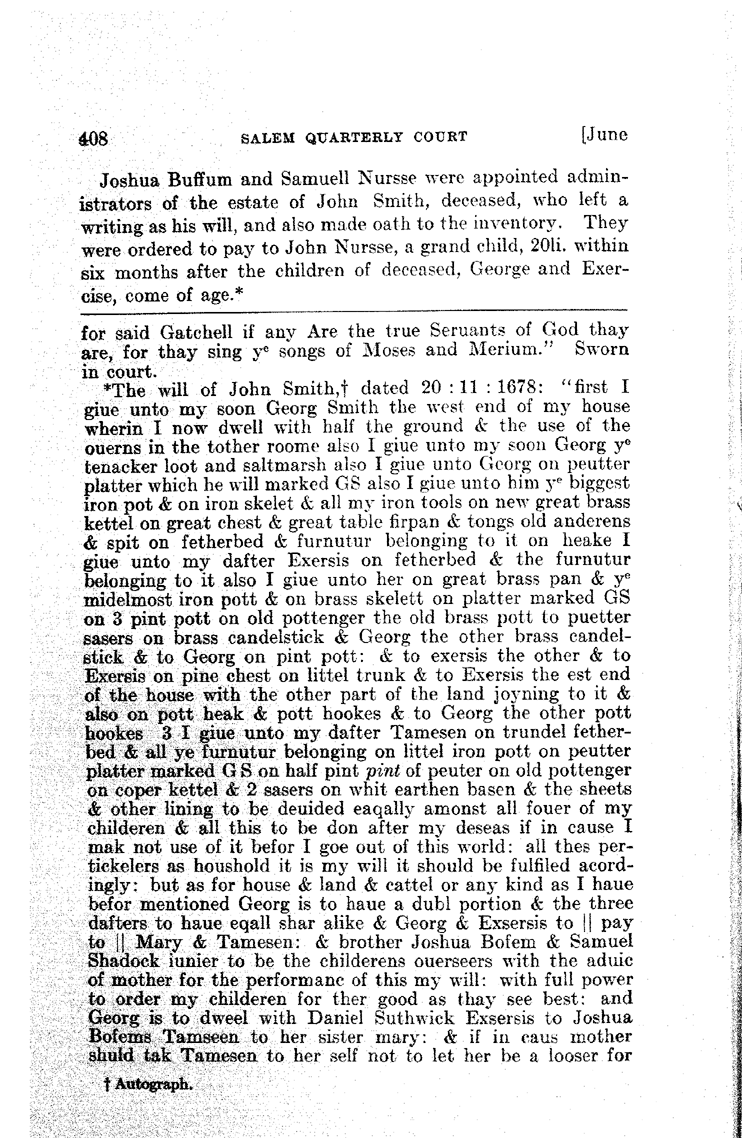 408 SALEM QUARTERLY COURT [June
Joshua Buffum and Samuell Nursse were appointed admin-
istrators of the estate of John Smith, deceased, who left a
writing as his will, and also made oath to the inventory. They
were ordered to pay to John Nursse, a grand child, 20li. within
six months after the children of deceased, George and Exer-
cise, come of age.*
for said Gatchell if any Are the true Seruants of God thay
are, for thay sing yᵉ songs of Moses and Merium." Sworn
in court.
*The will of John Smith,† dated 20 : 11 : 1678: "first I
giue unto my soon Georg Smith the west end of my house
wherin I now dwell with half the ground & the use of the
ouerns in the tother roome also I giue unto my soon Georg yᵉ
tenacker loot and saltmarsh also I giue unto Georg on peutter
platter which he will marked GS also I giue unto him yᵉ biggest
iron pot & on iron skelet & all my iron tools on new great brass
kettel on great chest & great table firpan & tongs old anderens
& spit on fetherbed & furnutur belonging to it on heake I
giue unto my dafter Exersis on fetherbed & the furnutur
belonging to it also I giue unto her on great brass pan & yᵉ
midelmost iron pott & on brass skelett on platter marked GS
on 3 pint pott on old pottenger the old brass pott to puetter
sasers on brass candelstick & Georg the other brass candel-
stick & to Georg on pint pott: & to exersis the other & to
Exersis on pine chest on littel trunk & to Exersis the est end
of the house with the other part of the land joyning to it &
also on pott heak & pott hookes & to Georg the other pott
hookes 3 I giue unto my dafter Tamesen on trundel fether-
bed & all ye furnutur belonging on littel iron pott on peutter
platter marked G S on half pint pint of peuter on old pottenger
on coper kettel & 2 sasers on whit earthen basen & the sheets
& other lining to be deuided eaqally amonst all fouer of my
childeren & all this to be don after my deseas if in cause I
mak not use of it befor I goe out of this world: all thes per-
tickelers as houshold it is my will it should be fulfiled acord-
ingly: but as for house & land & cattel or any kind as I haue
befor mentioned Georg is to haue a dubl portion & the three
dafters to haue eqall shar alike & Georg & Exsersis to || pay
to || Mary & Tamesen: & brother Joshua Bofem & Samuel
Shadock iunier to be the childerens ouerseers with the aduic
of mother for the performanc of this my will: with full power
to order my childeren for ther good as thay see best: and
Georg is to dweel with Daniel Suthwick Exsersis to Joshua
Bofems Tamseen to her sister mary: & if in caus mother
shuld tak Tamesen to her self not to let her be a looser for
† Autograph.